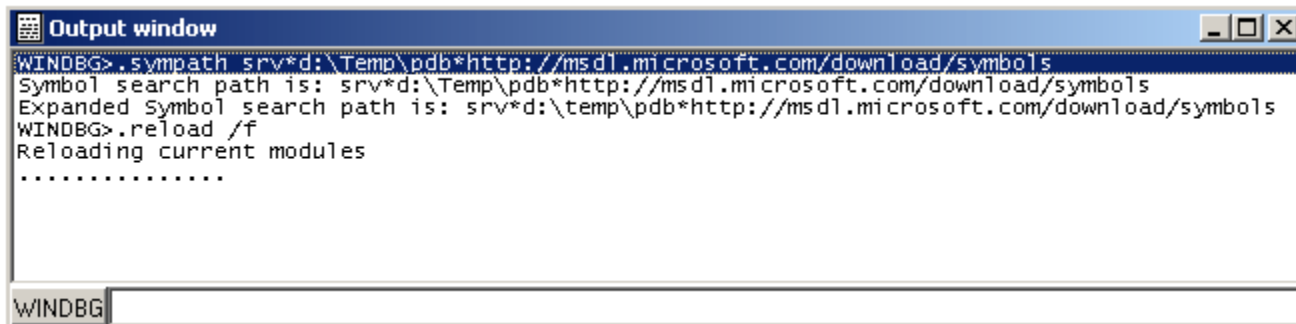 Output window
WINDBG>.sympath srv*d:\Temp\pdb*http://msdl.microsoft.com/download/symbols
Symbol search path is: srv*d:\Temp\pdb*http://msdl.microsoft.com/download/symbols
Expanded Symbol search path is: srv*d:\temp\pdb*http://msdl.microsoft.com/download/symbols
WINDBG>.reload /f
Reloading current modules
...............
WINDBG